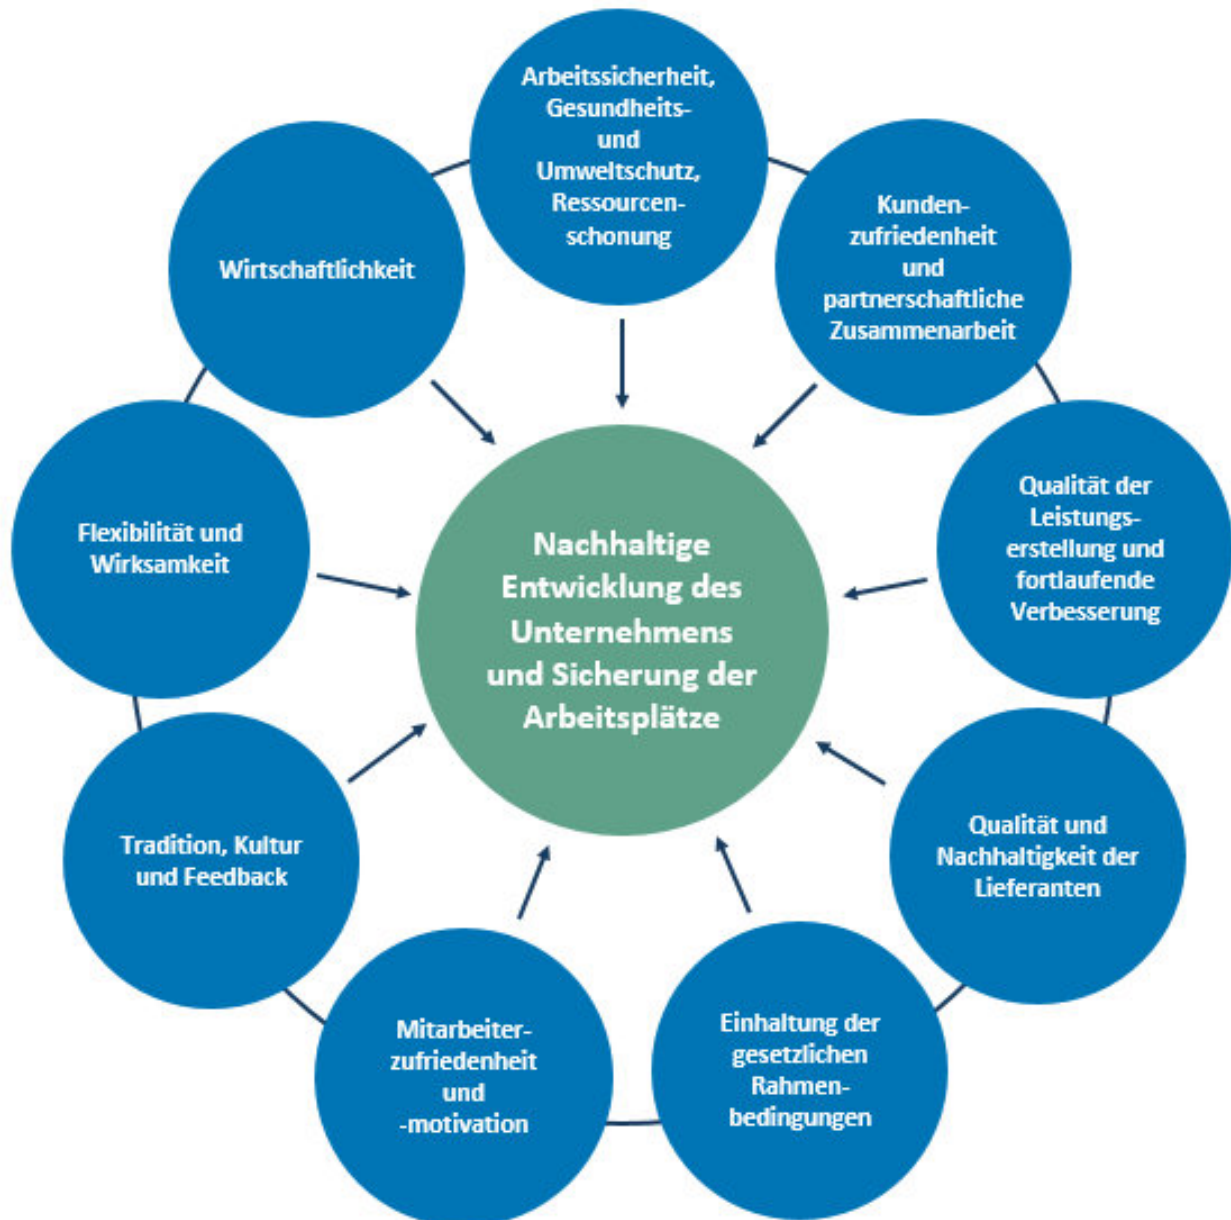 Arbeitssicherheit,
Gesundheits-
und
Umweltschutz,
Ressourcen-
schonung
Kunden-
zufriedenheit
und
partnerschaftliche
Zusammenarbeit
Qualität der
Leistungs-
erstellung und
fortlaufende
Verbesserung
Qualität und
Nachhaltigkeit der
Lieferanten
Einhaltung der
gesetzlichen
Rahmen-
bedingungen
Mitarbeiter-
zufriedenheit
und
-motivation
Tradition, Kultur
und Feedback
Flexibilität und
Wirksamkeit
Wirtschaftlichkeit
Nachhaltige
Entwicklung des
Unternehmens
und Sicherung der
Arbeitsplätze